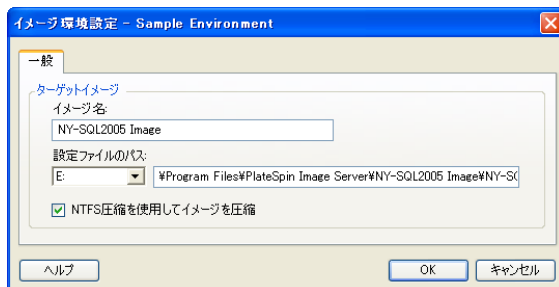 イメージ環境設定 - Sample Environment
一般
ターゲットイメージ
イメージ名:
NY-SQL2005 Image
設定ファイルのパス:
E: ¥Program Files¥PlateSpin Image Server¥NY-SQL2005 Image¥NY-SQ
NTFS圧縮を使用してイメージを圧縮
ヘルプ OK キャンセル